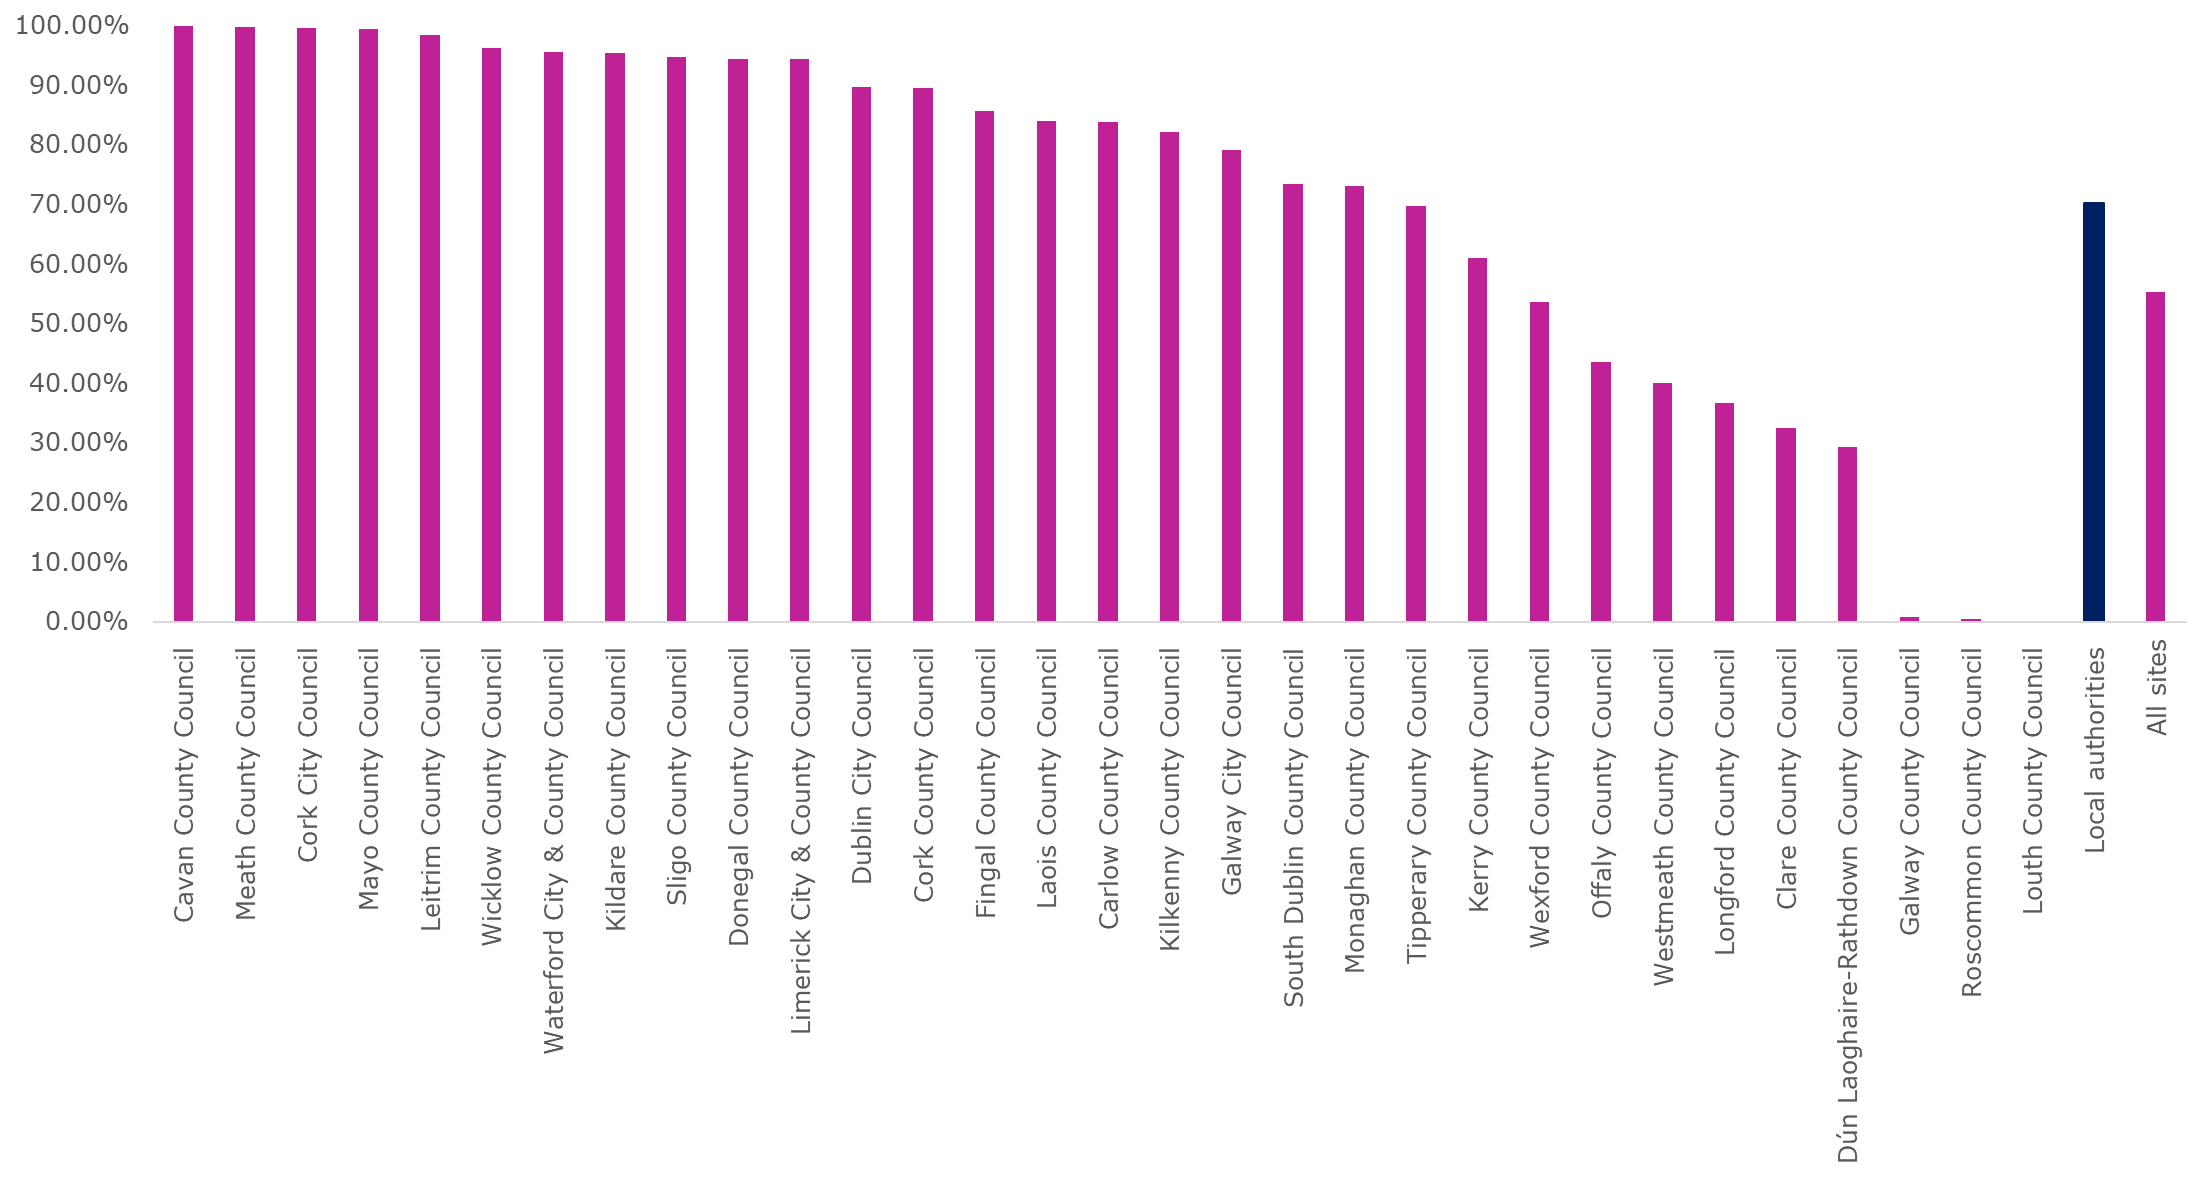 100.00%
90.00%
80.00%
70.00%
60.00%
50.00%
40.00%
30.00%
20.00%
10.00%
0.00%
Cavan County Council
Meath County Council
Cork City Council
Mayo County Council
Leitrim County Council
Wicklow County Council
Waterford City & County Council
Kildare County Council
Sligo County Council
Donegal County Council
Limerick City & County Council
Dublin City Council
Cork County Council
Fingal County Council
Laois County Council
Carlow County Council
Kilkenny County Council
Galway City Council
South Dublin County Council
Monaghan County Council
Tipperary County Council
Kerry County Council
Wexford County Council
Offaly County Council
Westmeath County Council
Longford County Council
Clare County Council
Dún Laoghaire-Rathdown County Council
Galway County Council
Roscommon County Council
Louth County Council
Local authorities
All sites